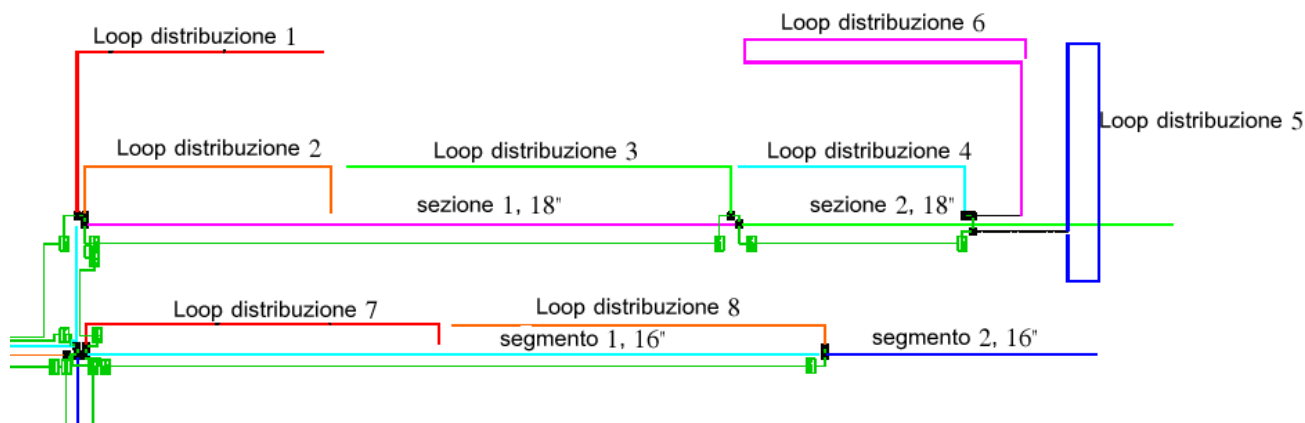 Loop distribuzione 1
Loop distribuzione 6
Loop distribuzione 5
Loop distribuzione 2
Loop distribuzione 3
Loop distribuzione 4
sezione 1, 18"
sezione 2, 18"
Loop distribuzione 7
Loop distribuzione 8
segmento 1, 16"
segmento 2, 16"